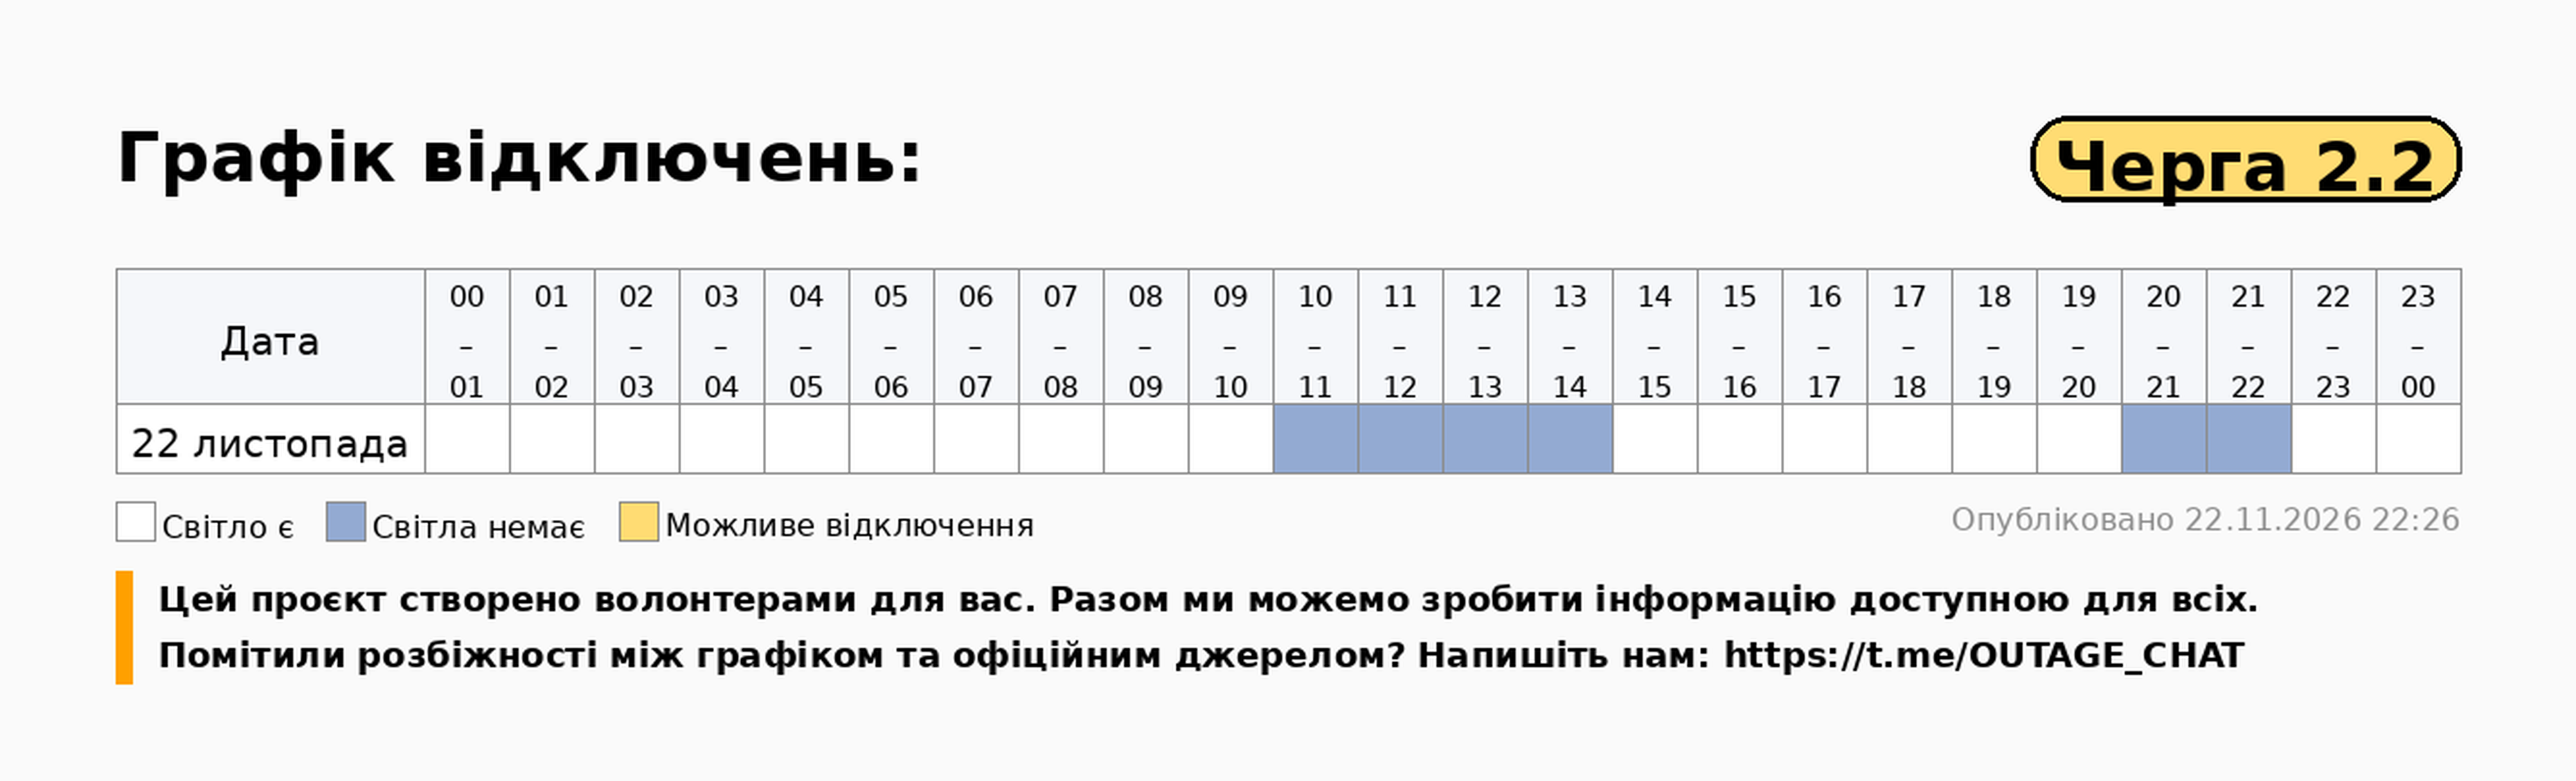 Графік відключень:
Черга 2.2
Дата
00 – 01
01 – 02
02 – 03
03 – 04
04 – 05
05 – 06
06 – 07
07 – 08
08 – 09
09 – 10
10 – 11
11 – 12
12 – 13
13 – 14
14 – 15
15 – 16
16 – 17
17 – 18
18 – 19
19 – 20
20 – 21
21 – 22
22 – 23
23 – 00
22 листопада
Світло є
Світла немає
Можливе відключення
Опубліковано 22.11.2026 22:26
Цей проєкт створено волонтерами для вас. Разом ми можемо зробити інформацію доступною для всіх.
Помітили розбіжності між графіком та офіційним джерелом? Напишіть нам: https://t.me/OUTAGE_CHAT